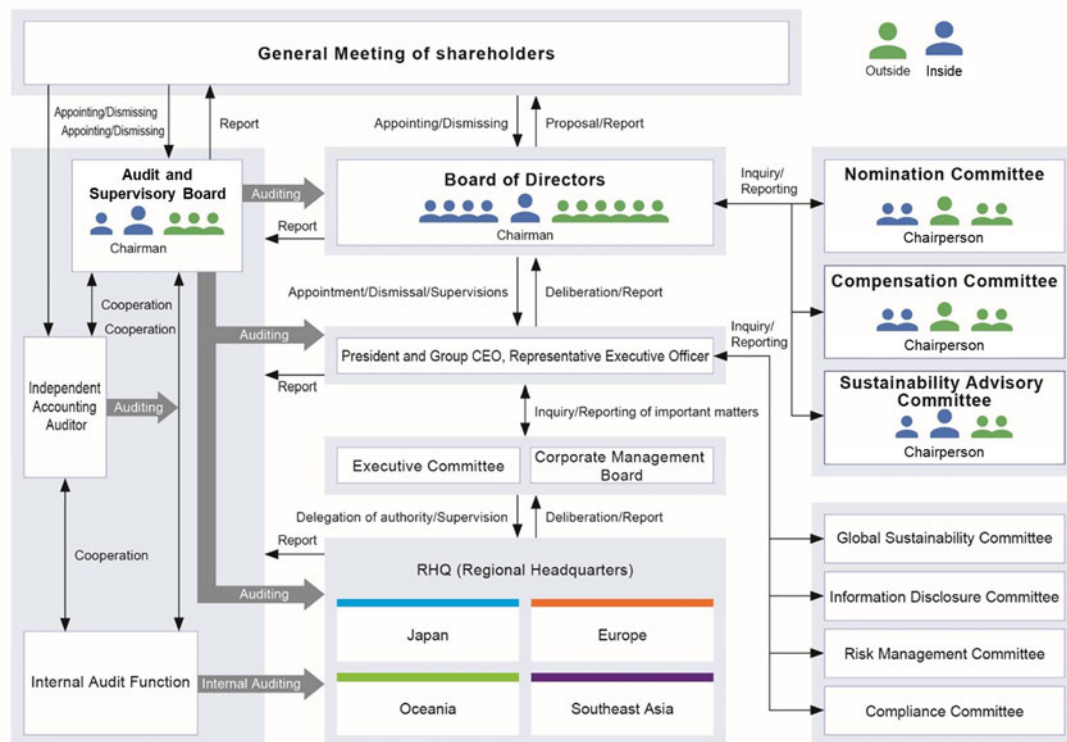 General Meeting of shareholders
Outside
Inside
Appointing/Dismissing
Appointing/Dismissing
Report
Appointing/Dismissing
Proposal/Report
Audit and
Supervisory Board
Chairman
Auditing
Report
Board of Directors
Chairman
Inquiry/
Reporting
Nomination Committee
Chairperson
Compensation Committee
Chairperson
Sustainability Advisory
Committee
Chairperson
Cooperation
Cooperation
Appointment/Dismissal/Supervisions
Deliberation/Report
Auditing
Report
President and Group CEO, Representative Executive Officer
Inquiry/
Reporting
Independent
Accounting
Auditor
Auditing
Inquiry/Reporting of important matters
Executive Committee
Corporate Management
Board
Delegation of authority/Supervision
Deliberation/Report
Cooperation
Report
Auditing
RHQ (Regional Headquarters)
Japan
Europe
Oceania
Southeast Asia
Internal Audit Function
Internal Auditing
Global Sustainability Committee
Information Disclosure Committee
Risk Management Committee
Compliance Committee